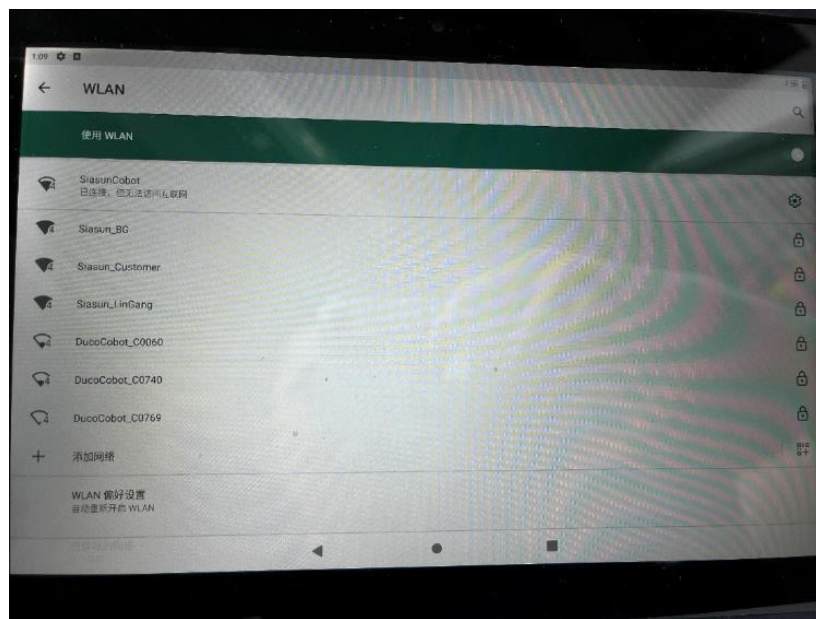 1:09
WLAN
使用 WLAN
SiasunCobot
已连接，但无法访问互联网
Siasun_BG
Siasun_Customer
Siasun_LinGang
DucoCobot_C0060
DucoCobot_C0740
DucoCobot_C0769
添加网络
WLAN 偏好设置
自动重新开启 WLAN